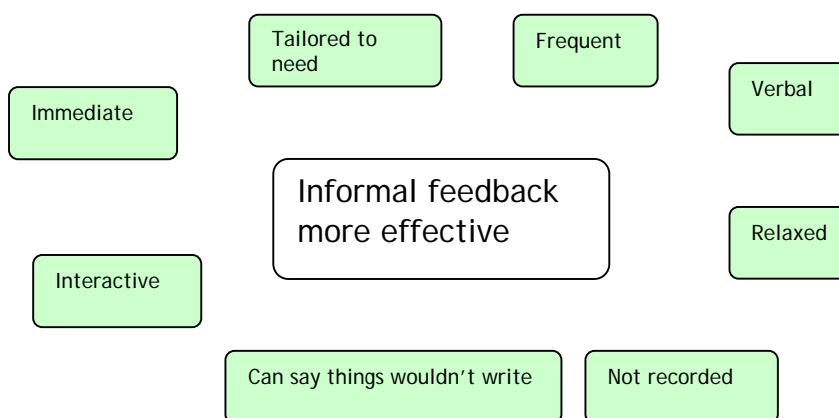 Tailored to
need
Frequent
Verbal
Immediate
Informal feedback
more effective
Relaxed
Interactive
Can say things wouldn't write
Not recorded